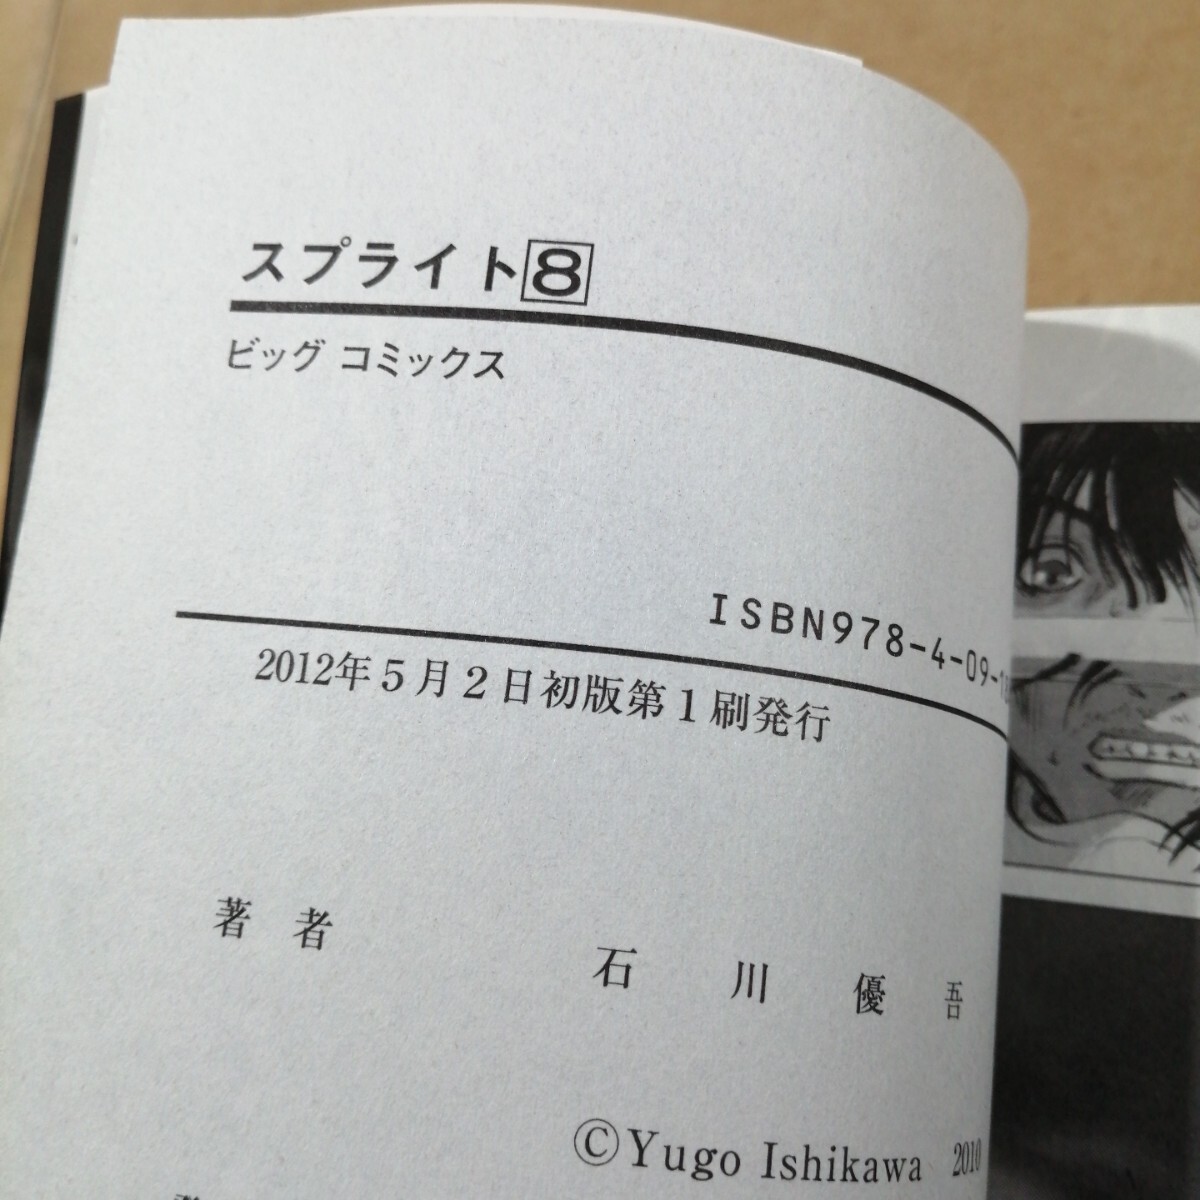 スプライト8
ビッグ コミックス
ISBN978-4-09-1
2012年5月2日初版第1刷発行
著者 石川優吾
©Yugo Ishikawa 2010